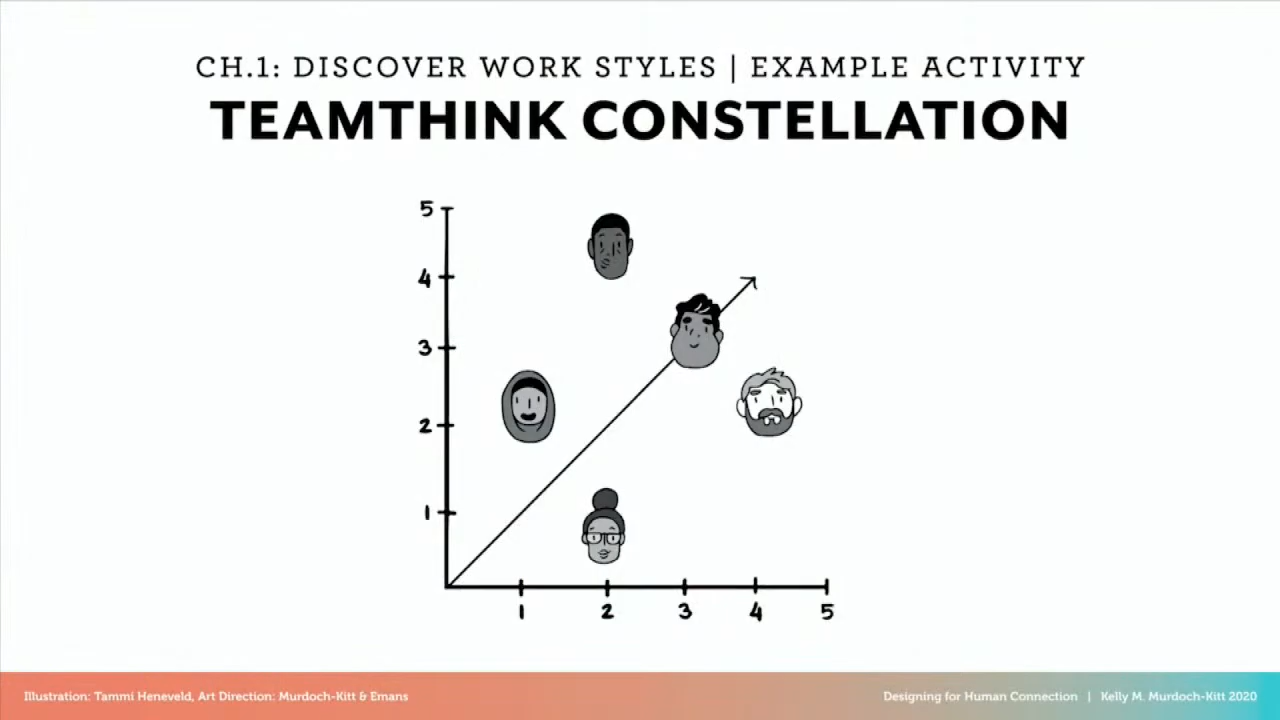 CH.1: DISCOVER WORK STYLES | EXAMPLE ACTIVITY
TEAMTHINK CONSTELLATION
5
4
3
2
1
1 2 3 4 5
Illustration: Tammi Heneveld, Art Direction: Murdoch-Kitt & Emans
Designing for Human Connection | Kelly M. Murdoch-Kitt 2020